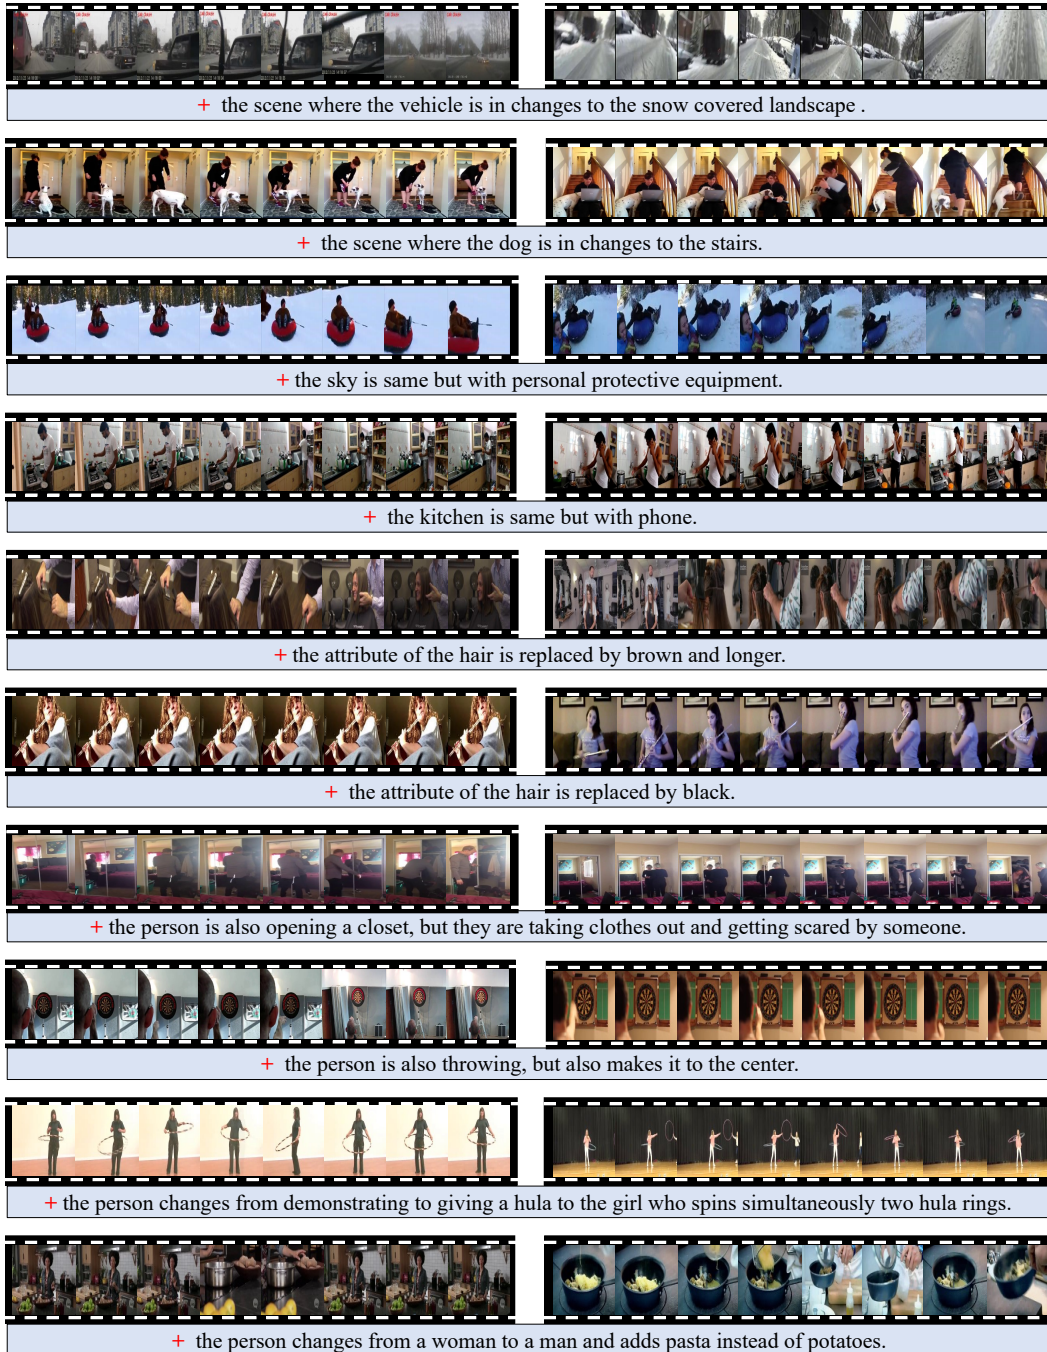 + the scene where the vehicle is in changes to the snow covered landscape .
+ the scene where the dog is in changes to the stairs.
+ the sky is same but with personal protective equipment.
+ the kitchen is same but with phone.
+ the attribute of the hair is replaced by brown and longer.
+ the attribute of the hair is replaced by black.
+ the person is also opening a closet, but they are taking clothes out and getting scared by someone.
+ the person is also throwing, but also makes it to the center.
+ the person changes from demonstrating to giving a hula to the girl who spins simultaneously two hula rings.
+ the person changes from a woman to a man and adds pasta instead of potatoes.